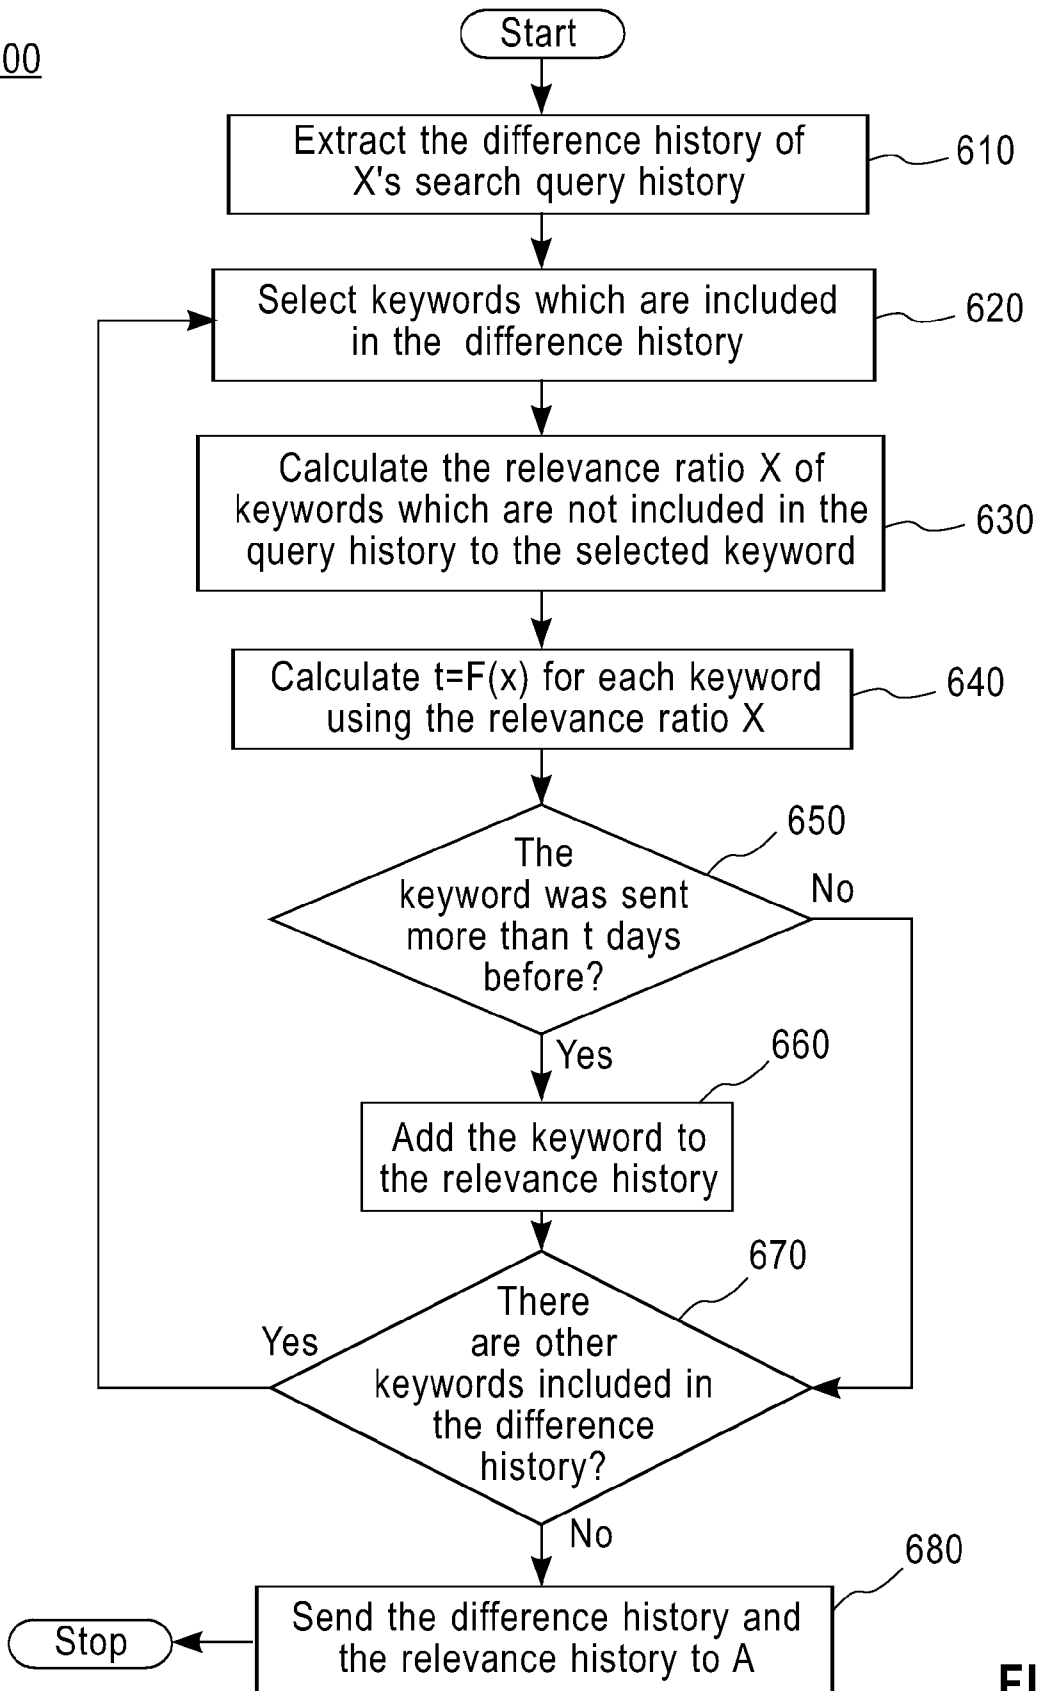 Start
00
Extract the difference history of
X's search query history
610
Select keywords which are included
in the difference history
620
Calculate the relevance ratio X of
keywords which are not included in the
query history to the selected keyword
630
Calculate t=F(x) for each keyword
using the relevance ratio X
640
The
keyword was sent
more than t days
before?
650
No
Yes
660
Add the keyword to
the relevance history
670
There
are other
keywords included in
the difference
history?
Yes
No
680
Send the difference history and
the relevance history to A
Stop